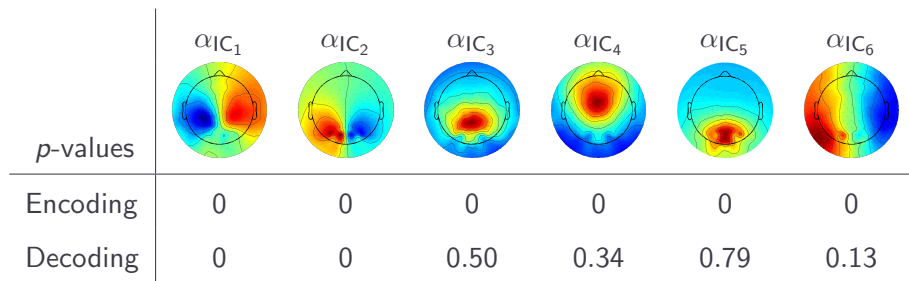 α_IC₁ α_IC₂ α_IC₃ α_IC₄ α_IC₅ α_IC₆
p-values
Encoding 0 0 0 0 0 0
Decoding 0 0 0.50 0.34 0.79 0.13